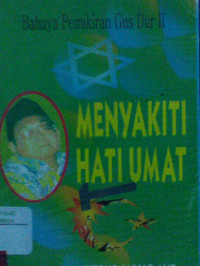 Bahaya Pemikiran Gus Dur II
MENYAKITI
HATI UMAT